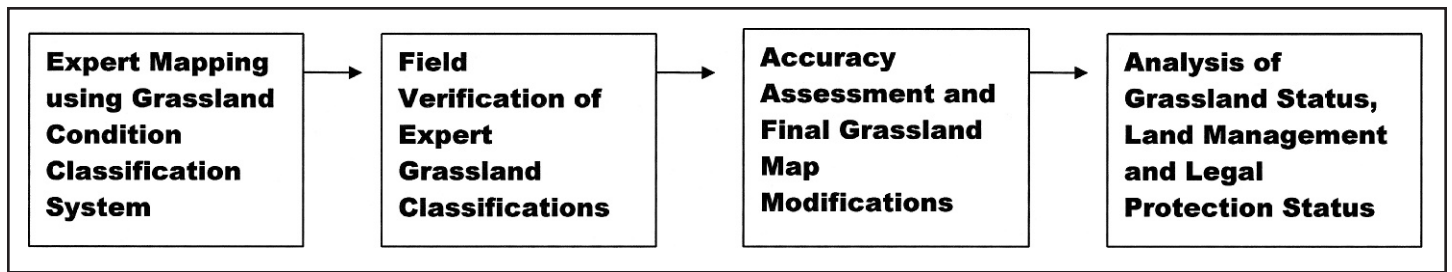 Expert Mapping
using Grassland
Condition
Classification
System
Field
Verification of
Expert
Grassland
Classifications
Accuracy
Assessment and
Final Grassland
Map
Modifications
Analysis of
Grassland Status,
Land Management
and Legal
Protection Status